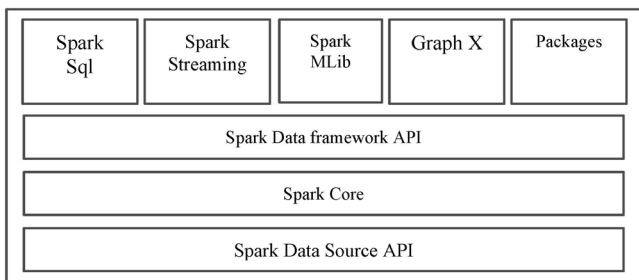 Spark
Sql
Spark
Streaming
Spark
MLib
Graph X
Packages
Spark Data framework API
Spark Core
Spark Data Source API